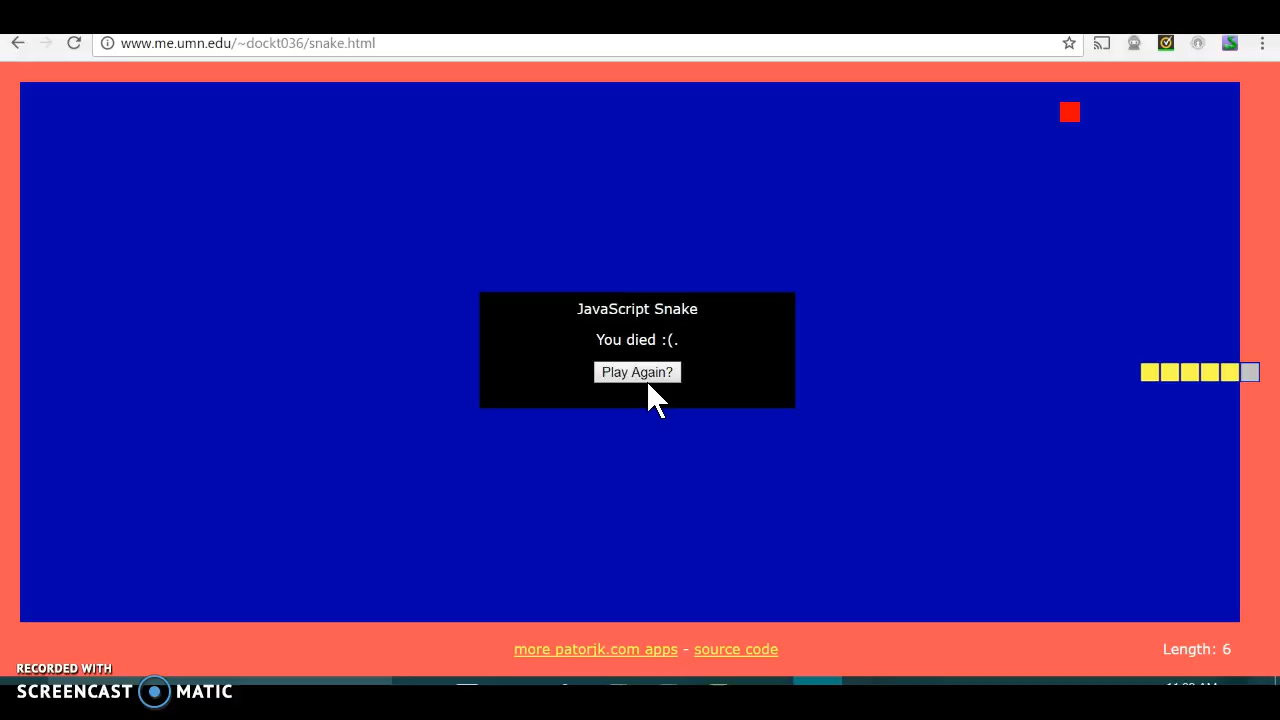 www.me.umn.edu/~dockt036/snake.html
JavaScript Snake
You died :(.
Play Again?
more patorjk.com apps - source code
Length: 6
RECORDED WITH
SCREENCAST MATIC